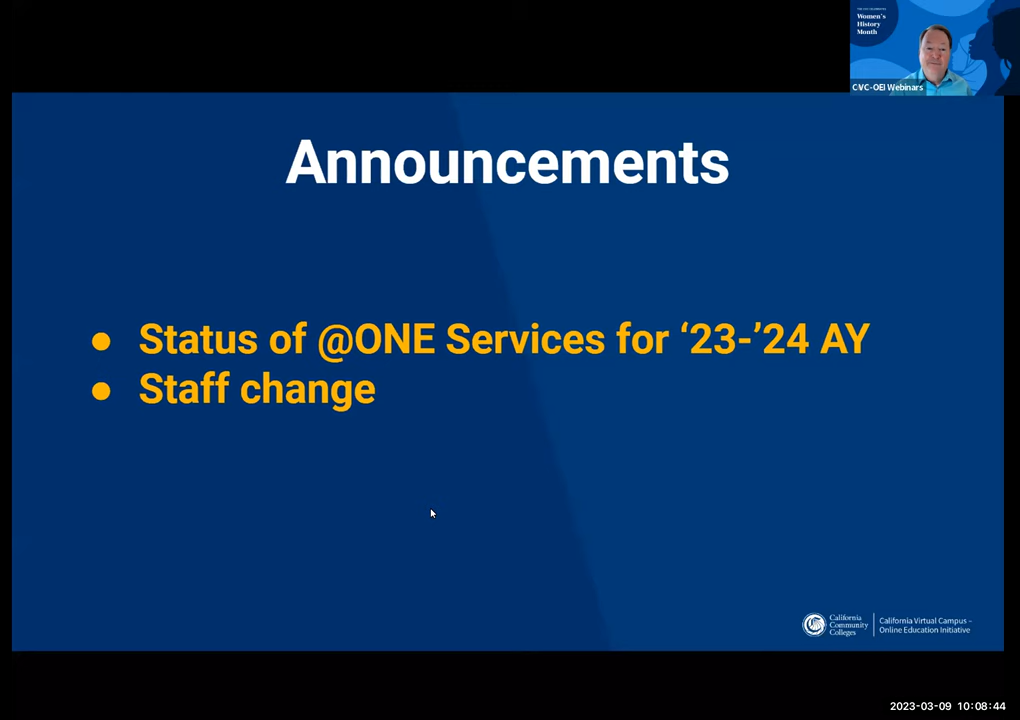 Women's
History
Month
CVC-OEI Webinars
Announcements
● Status of @ONE Services for ‘23-’24 AY
● Staff change
California
Community
Colleges
California Virtual Campus –
Online Education Initiative
2023-03-09 10:08:44